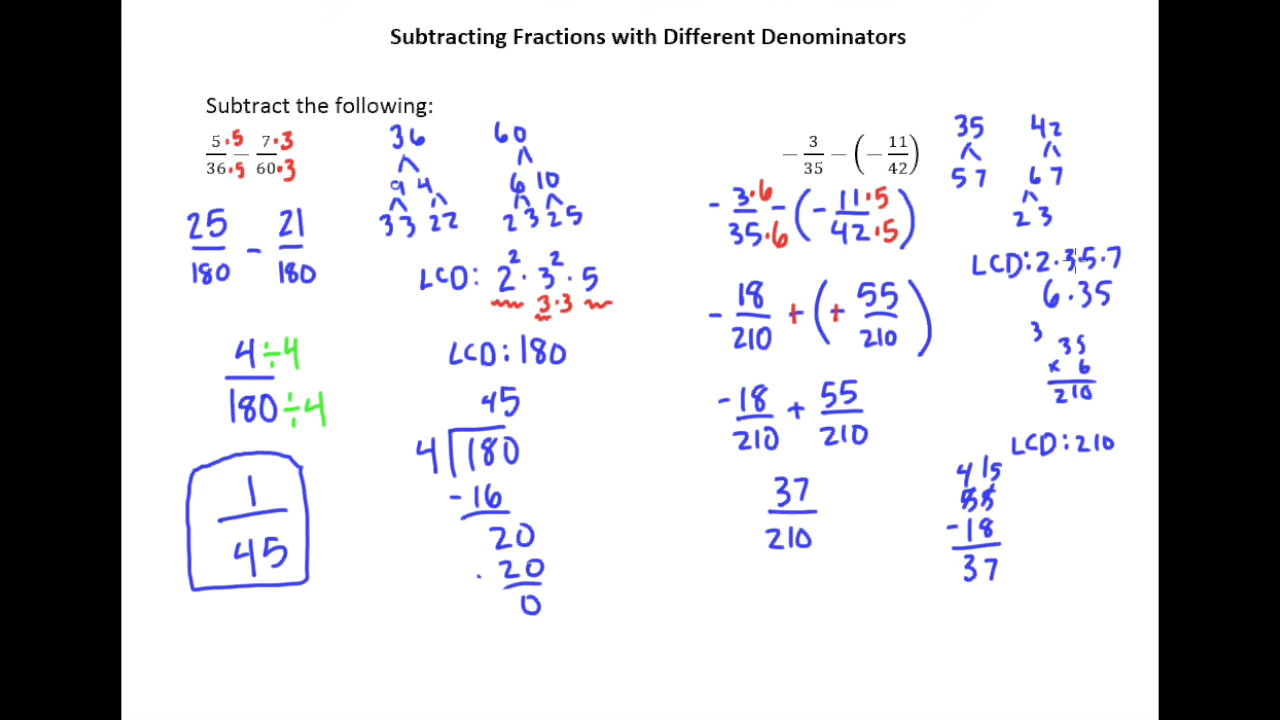 Subtracting Fractions with Different Denominators
Subtract the following:
5·5/36·5 − 7·3/60·3
25/180 - 21/180
4÷4/180÷4
1/45
36
9 4
3 3 2 2
60
6 10
2 3 2 5
LCD: 2²·3²·5
3·3
LCD: 180
45
4 180
-16
20
. 20
0
−3/35 − (−11/42)
-3·6/35·6 - (-11·5/42·5)
-18/210 + (+55/210)
-18/210 + 55/210
37/210
35
5 7
42
6 7
2 3
LCD: 2·3·5·7
6·35
3
35
× 6
210
LCD: 210
4 15
55
-18
37